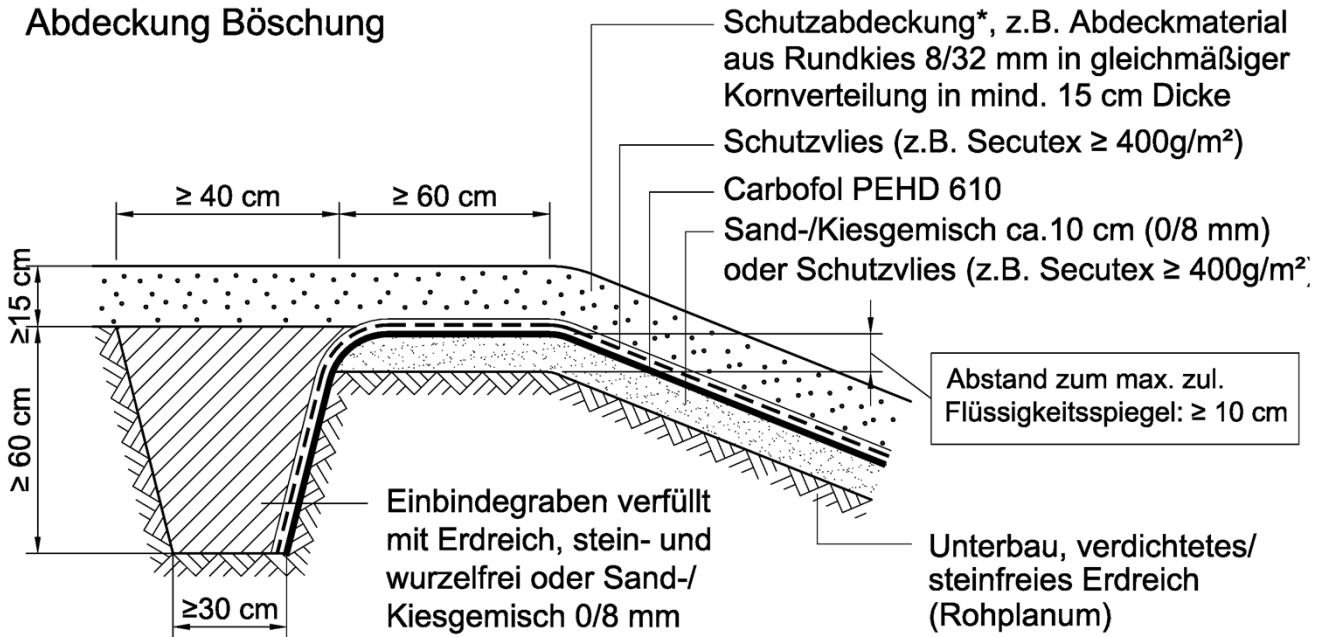 Abdeckung Böschung
Schutzabdeckung*, z.B. Abdeckmaterial
aus Rundkies 8/32 mm in gleichmäßiger
Kornverteilung in mind. 15 cm Dicke
Schutzvlies (z.B. Secutex ≥ 400g/m²)
Carbofol PEHD 610
Sand-/Kiesgemisch ca.10 cm (0/8 mm)
oder Schutzvlies (z.B. Secutex ≥ 400g/m²)
≥ 40 cm
≥ 60 cm
≥15 cm
≥ 60 cm
≥30 cm
Abstand zum max. zul.
Flüssigkeitsspiegel: ≥ 10 cm
Einbindegraben verfüllt
mit Erdreich, stein- und
wurzelfrei oder Sand-/
Kiesgemisch 0/8 mm
Unterbau, verdichtetes/
steinfreies Erdreich
(Rohplanum)